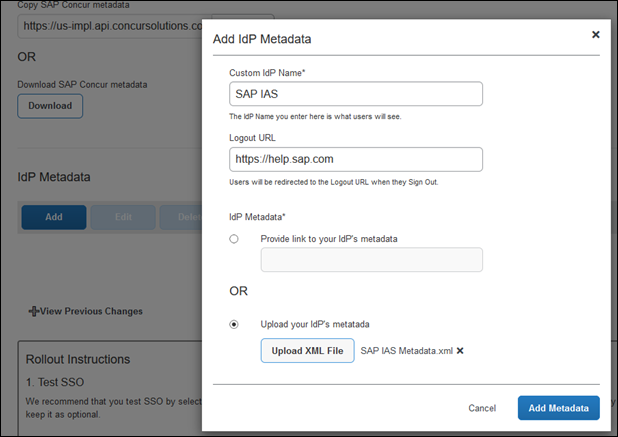 Copy SAP Concur metadata
https://us-impl.api.concursolutions.co
OR
Download SAP Concur metadata
Download
IdP Metadata
Add
Edit
Delete
View Previous Changes
Rollout Instructions
1. Test SSO
We recommend that you test SSO by select
keep it as optional.
Add IdP Metadata
Custom IdP Name*
SAP IAS
The IdP Name you enter here is what users will see.
Logout URL
https://help.sap.com
Users will be redirected to the Logout URL when they Sign Out.
IdP Metadata*
Provide link to your IdP's metadata
OR
Upload your IdP's metatada
Upload XML File
SAP IAS Metadata.xml
Cancel
Add Metadata